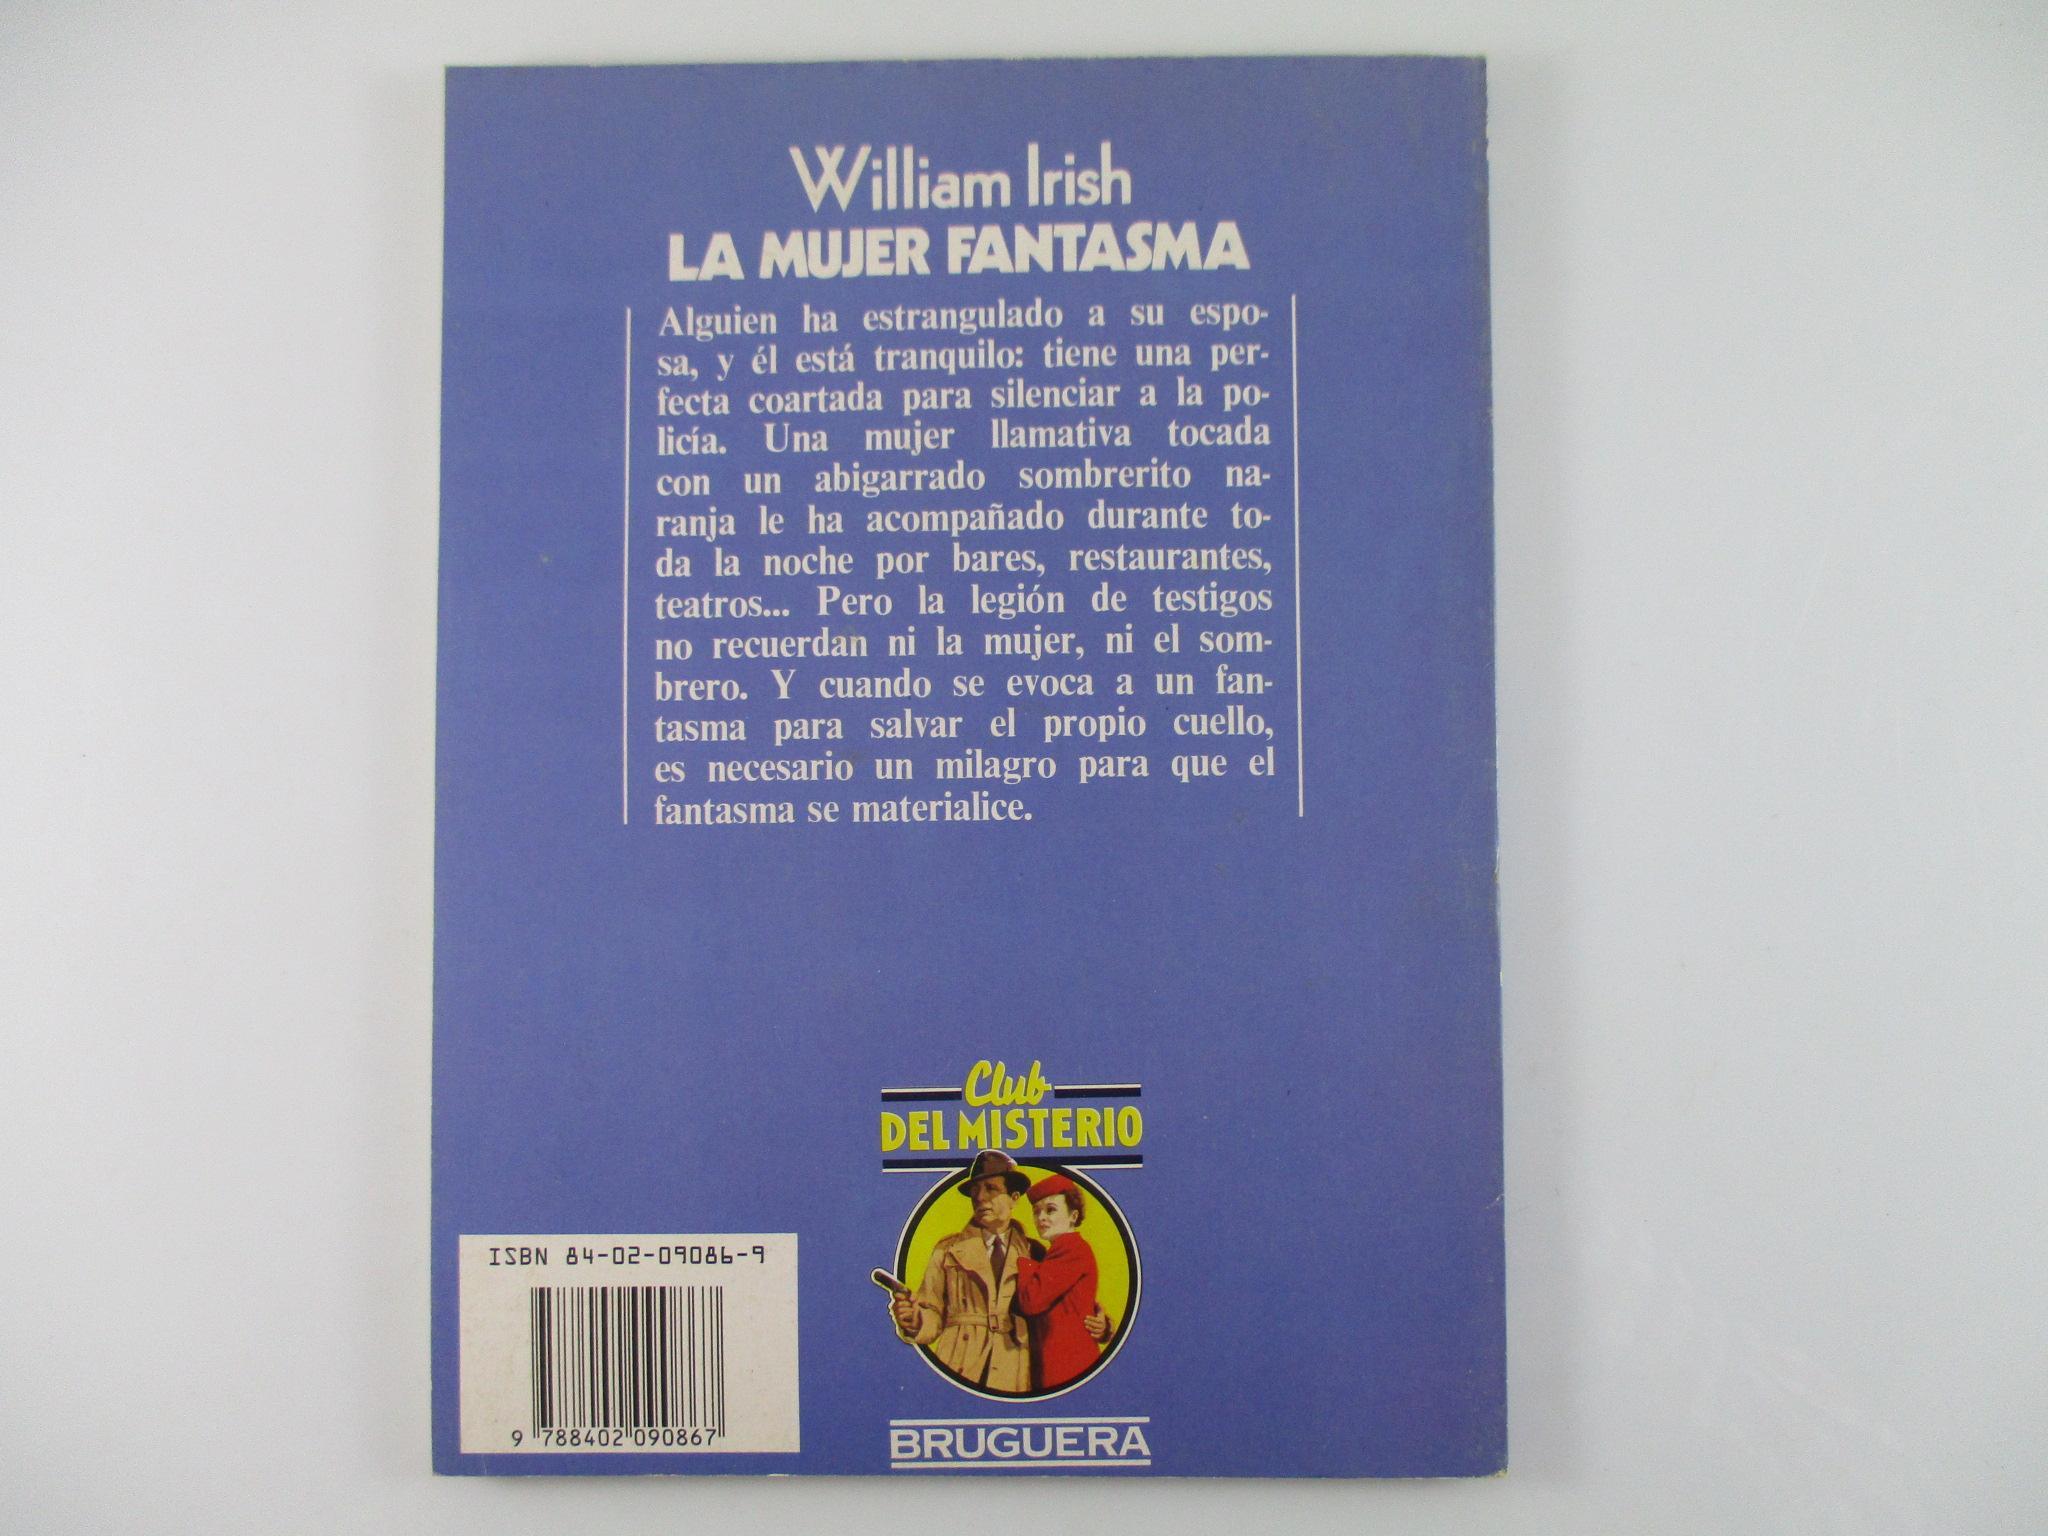 William Irish
LA MUJER FANTASMA
Alguien ha estrangulado a su espo-
sa, y él está tranquilo: tiene una per-
fecta coartada para silenciar a la po-
licía. Una mujer llamativa tocada
con un abigarrado sombrerito na-
ranja le ha acompañado durante to-
da la noche por bares, restaurantes,
teatros... Pero la legión de testigos
no recuerdan ni la mujer, ni el som-
brero. Y cuando se evoca a un fan-
tasma para salvar el propio cuello,
es necesario un milagro para que el
fantasma se materialice.
Club
DEL MISTERIO
ISBN 84-02-09086-9
9 788402 090867
BRUGUERA